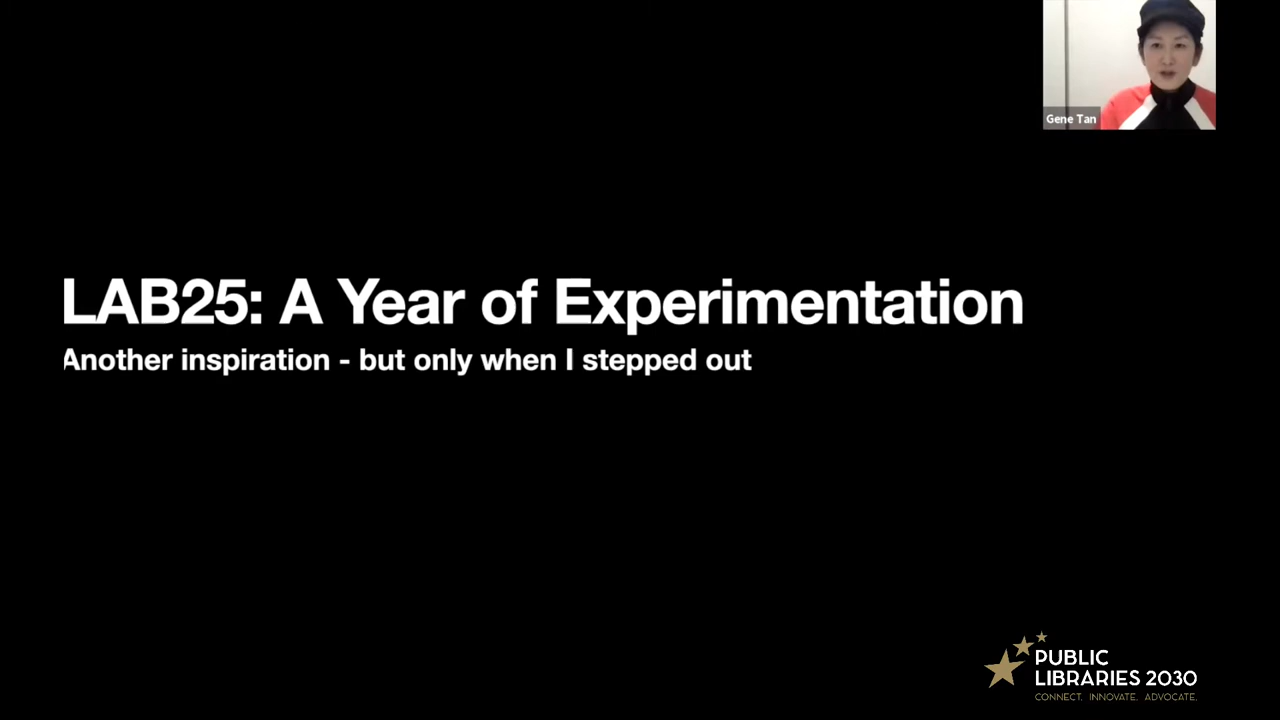 Gene Tan
LAB25: A Year of Experimentation
Another inspiration - but only when I stepped out
PUBLIC
LIBRARIES 2030
CONNECT. INNOVATE. ADVOCATE.